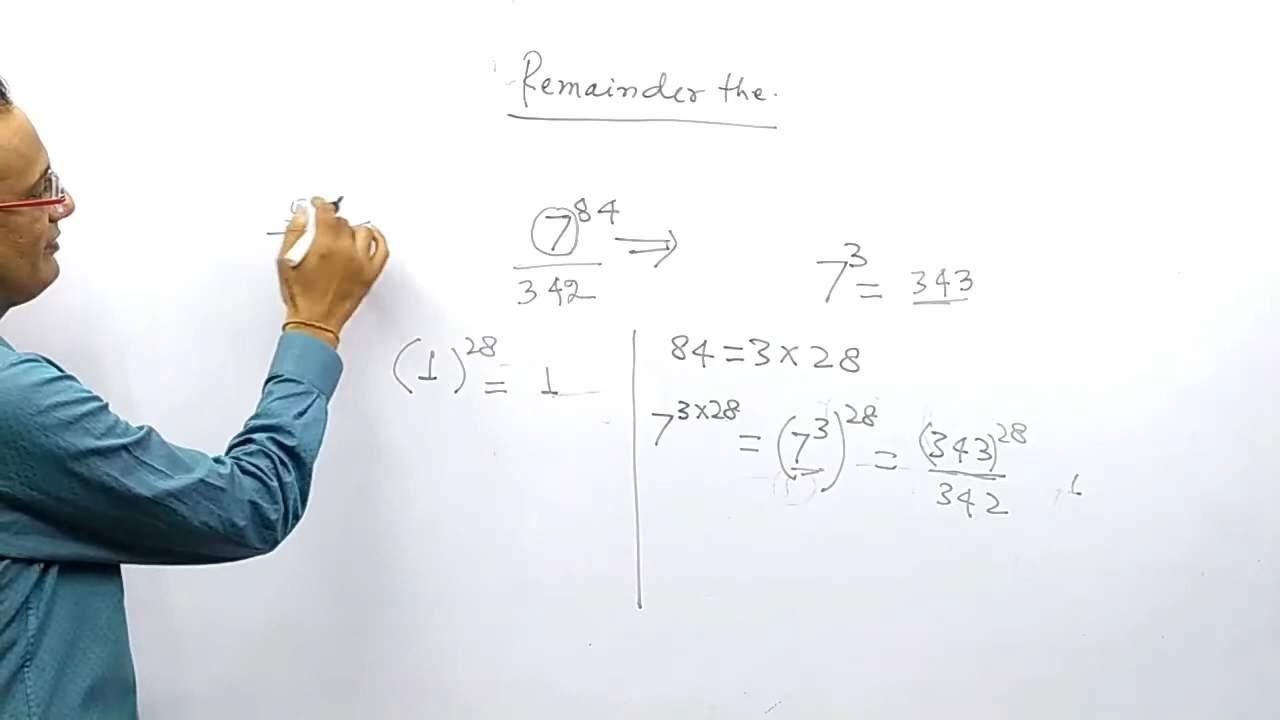 Remainder the.
7^84 / 342 ⇒
7^3 = 343
84 = 3 × 28
(1)^28 = 1
7^3×28 = (7^3)^28 = (343)^28 / 342
1